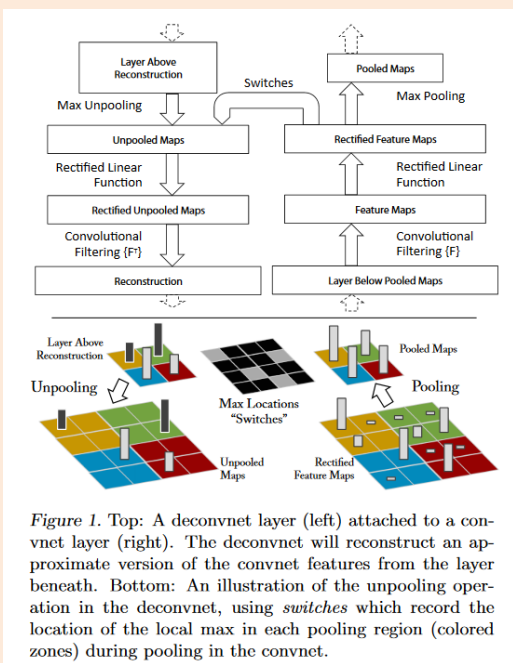 Layer Above
Reconstruction
Pooled Maps
Switches
Max Unpooling
Max Pooling
Unpooled Maps
Rectified Feature Maps
Rectified Linear
Function
Rectified Linear
Function
Rectified Unpooled Maps
Feature Maps
Convolutional
Filtering {Fᵀ}
Convolutional
Filtering {F}
Reconstruction
Layer Below Pooled Maps
Layer Above
Reconstruction
Pooled Maps
Unpooling
Max Locations
“Switches”
Pooling
Unpooled
Maps
Rectified
Feature Maps
Figure 1. Top: A deconvnet layer (left) attached to a con-
vnet layer (right). The deconvnet will reconstruct an ap-
proximate version of the convnet features from the layer
beneath. Bottom: An illustration of the unpooling oper-
ation in the deconvnet, using switches which record the
location of the local max in each pooling region (colored
zones) during pooling in the convnet.